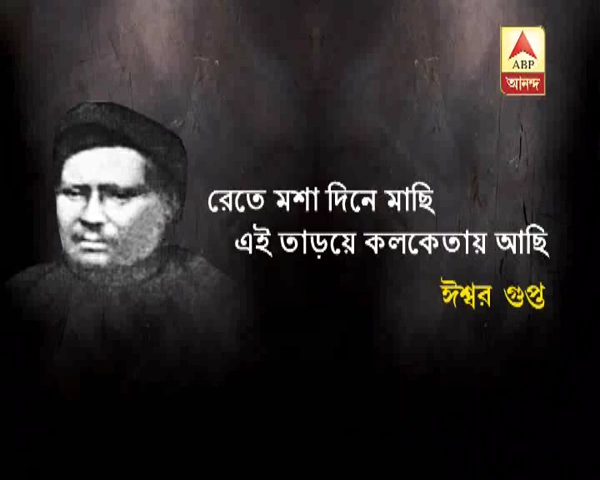 ABP
আনন্দ
রেতে মশা দিনে মাছি
এই তাড়য়ে কলকেতায় আছি
ঈশ্বর গুপ্ত